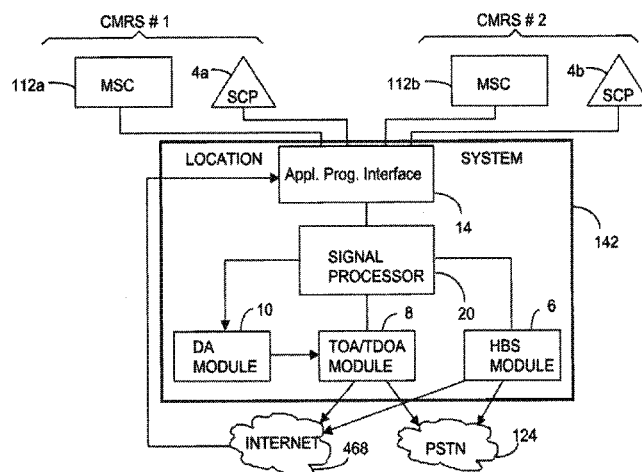 CMRS # 1
CMRS # 2
112a
MSC
4a
SCP
112b
MSC
4b
SCP
LOCATION
SYSTEM
Appl. Prog. Interface
14
142
SIGNAL
PROCESSOR
20
10
8
6
DA
MODULE
TOA/TDOA
MODULE
HBS
MODULE
INTERNET
468
PSTN
124